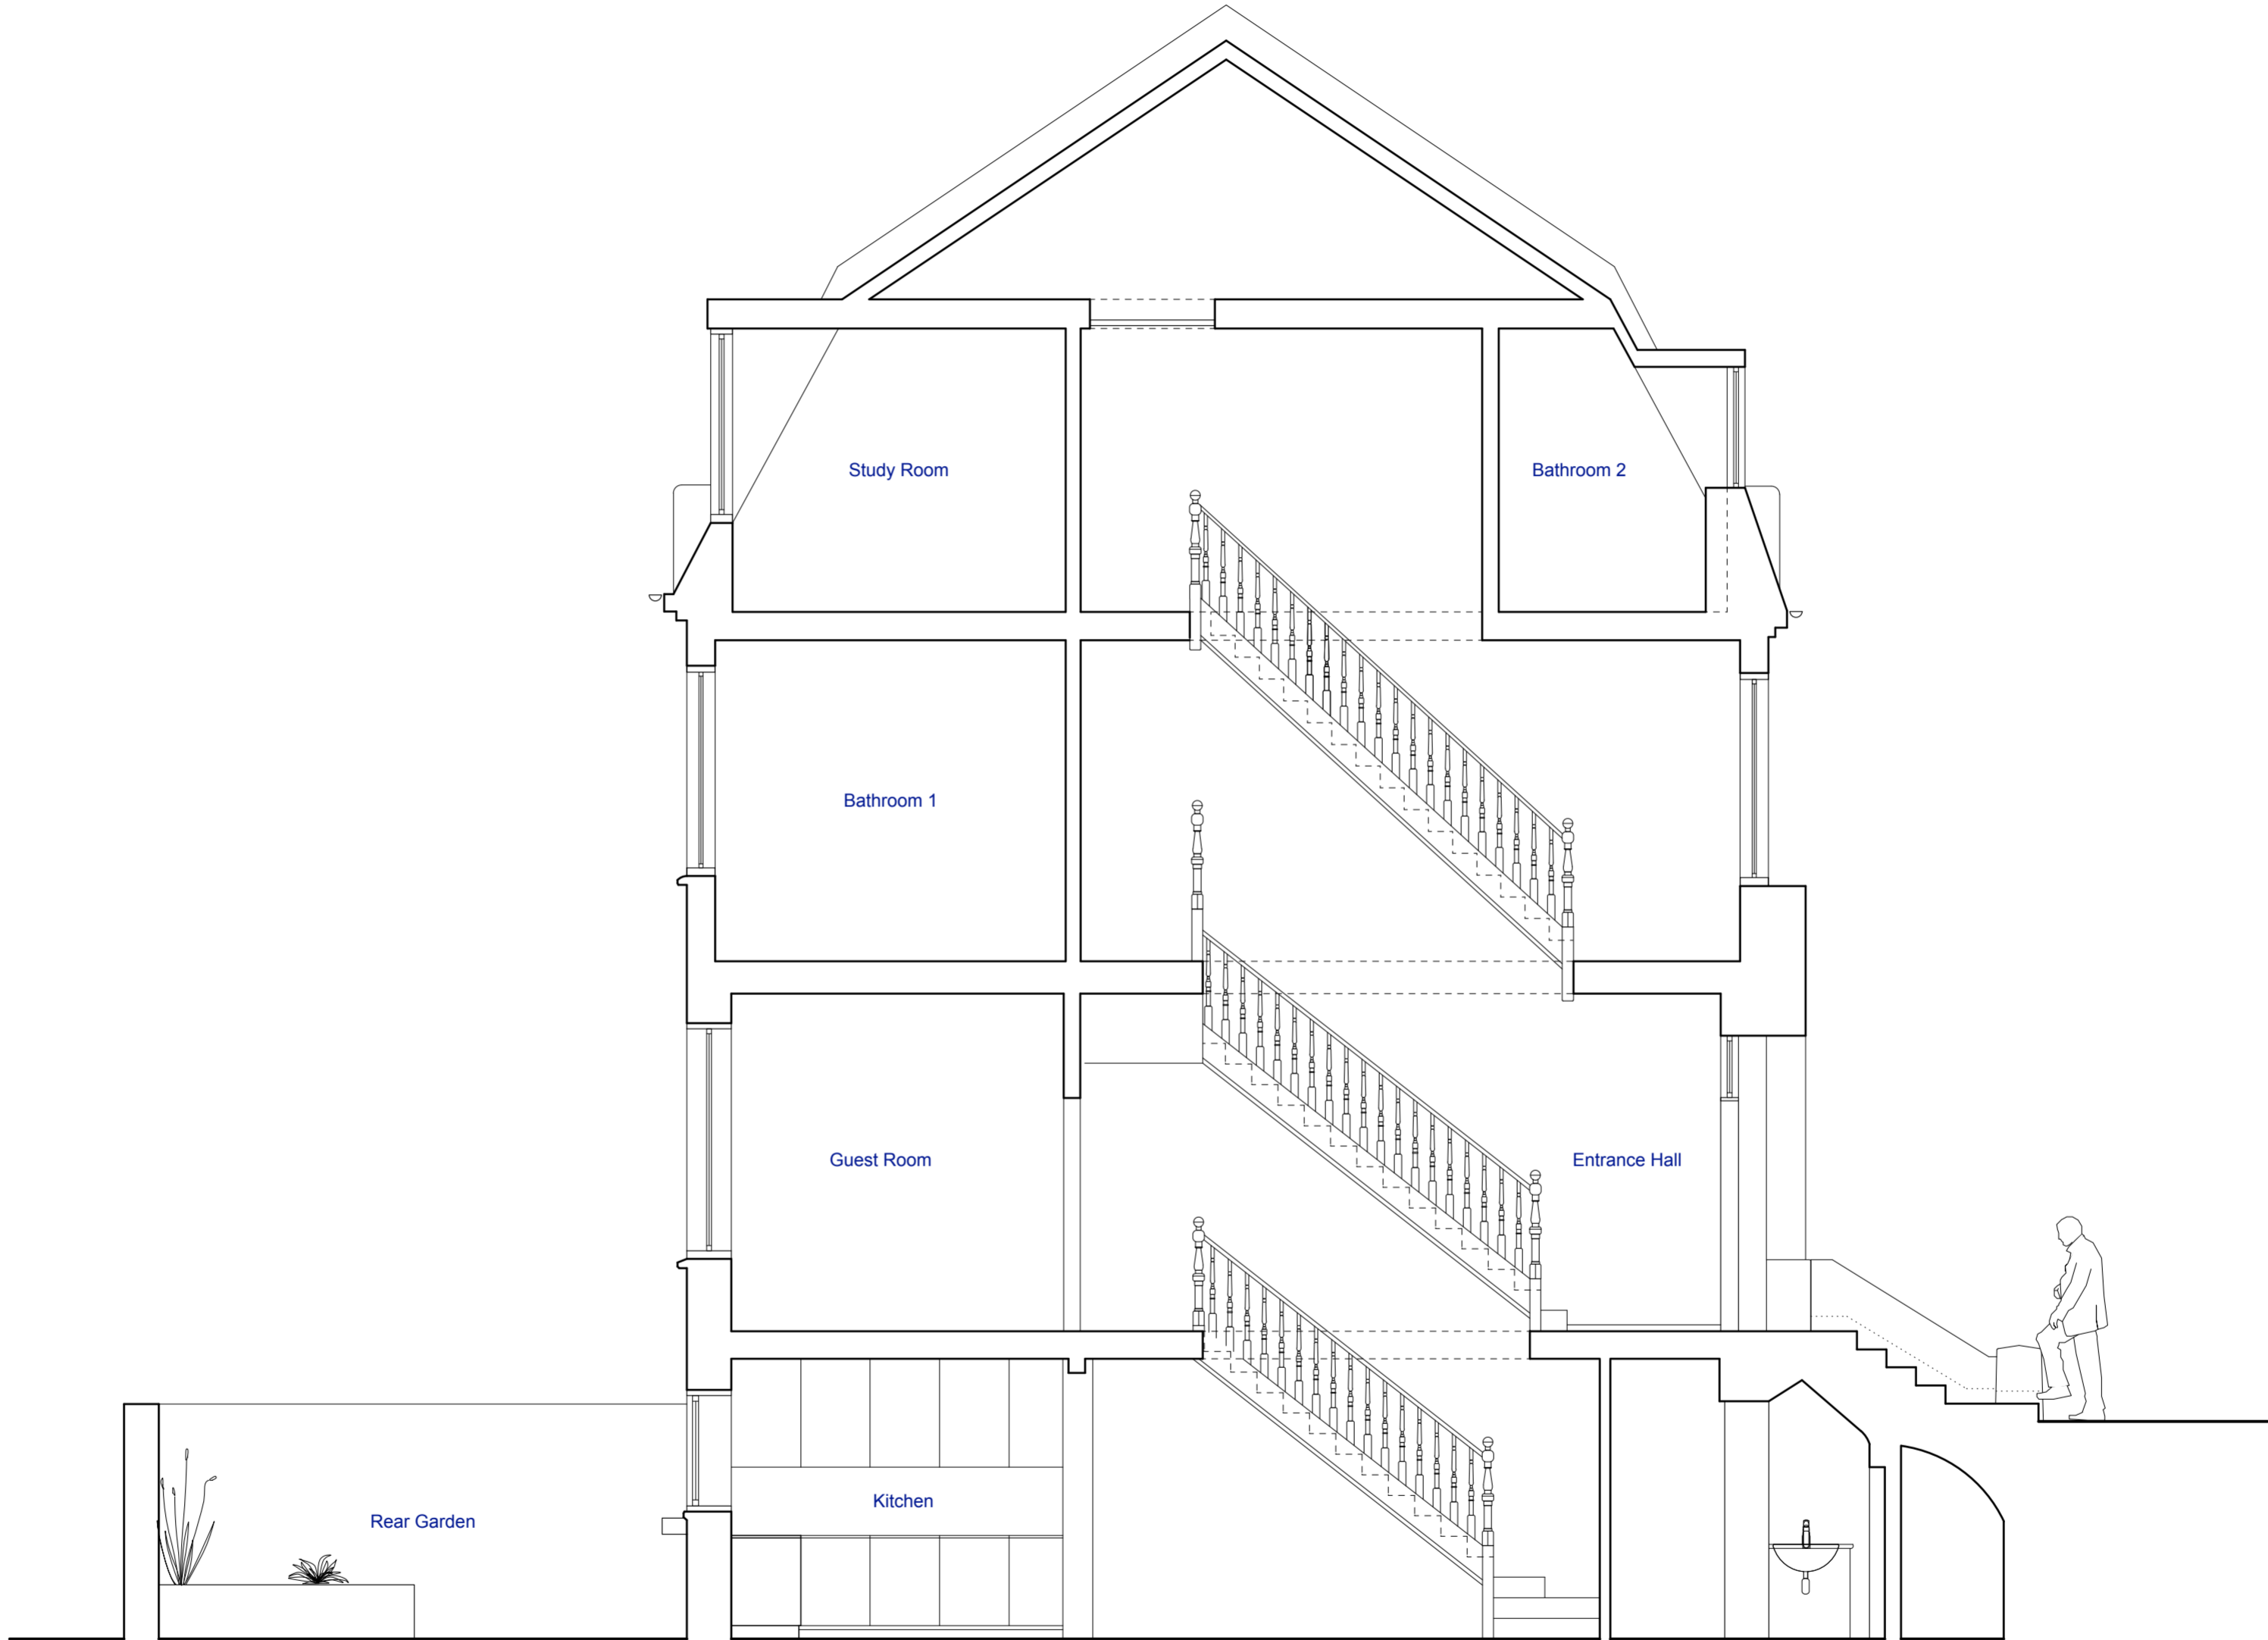 Study Room
Bathroom 2
Bathroom 1
Guest Room
Entrance Hall
Kitchen
Rear Garden